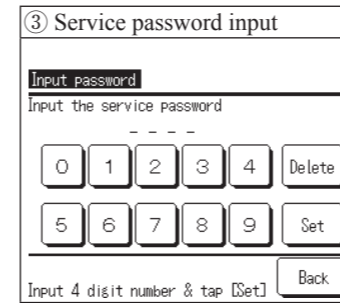 ③ Service password input
Input password
Input the service password
_ _ _ _
0 1 2 3 4 Delete
5 6 7 8 9 Set
Input 4 digit number & tap [Set] Back